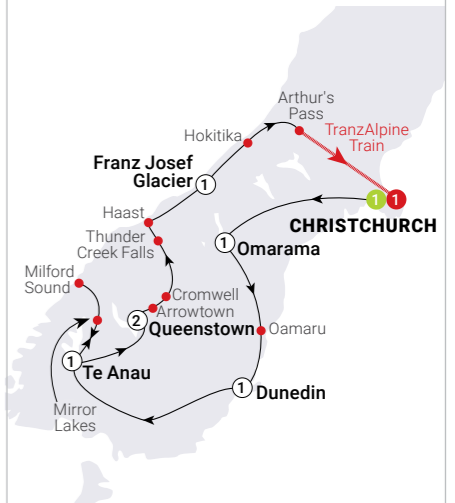 Arthur's
Pass
TranzAlpine
Train
Hokitika
Franz Josef
Glacier
1
1
1
CHRISTCHURCH
Haast
1
Omarama
Thunder
Creek Falls
Milford
Sound
Cromwell
Arrowtown
2
Queenstown
Oamaru
1
Te Anau
1
Dunedin
Mirror
Lakes